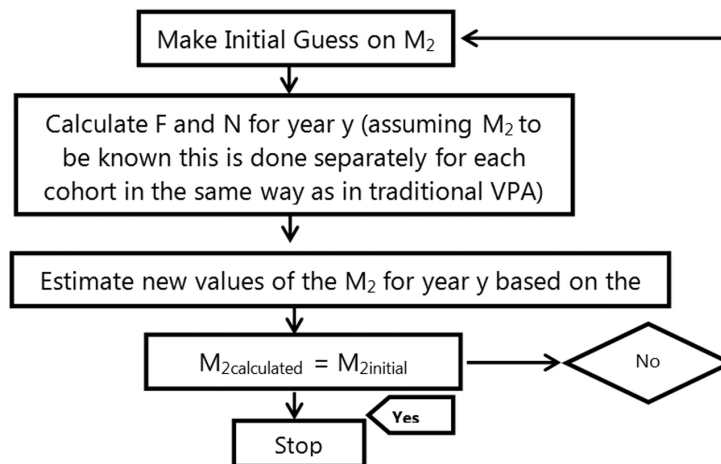 Make Initial Guess on M₂
Calculate F and N for year y (assuming M₂ to
be known this is done separately for each
cohort in the same way as in traditional VPA)
Estimate new values of the M₂ for year y based on the
M₂calculated = M₂initial
No
Yes
Stop